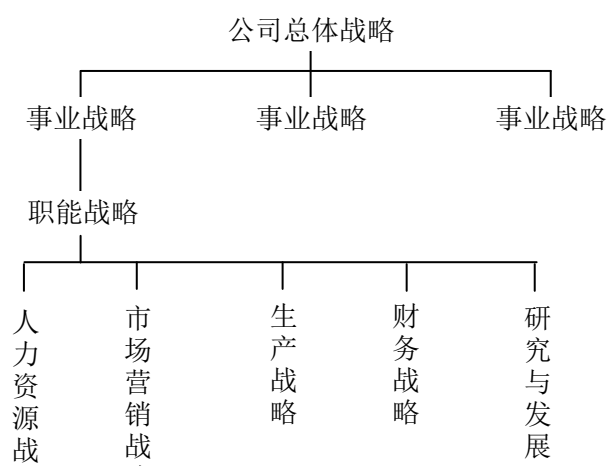 公司总体战略
事业战略
事业战略
事业战略
职能战略
人力资源战
市场营销战
生产战略
财务战略
研究与发展